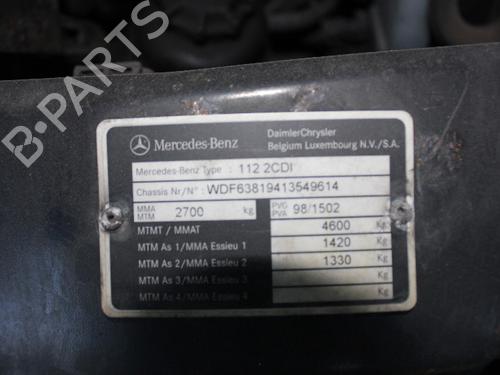 Mercedes-Benz
DaimlerChrysler
Belgium Luxembourg N.V./S.A.
Mercedes-Benz Type : 112 2CDI
Chassis Nr/N° : WDF63819413549614
MMA
MTM 2700 kg PVG
PVA 98/1502
MTMT / MMAT 4600 Kg
MTM As 1/MMA Essieu 1 1420 Kg
MTM As 2/MMA Essieu 2 1330 Kg
MTM As 3/MMA Essieu 3 Kg
MTM As 4/MMA Essieu 4 Kg
B PARTS